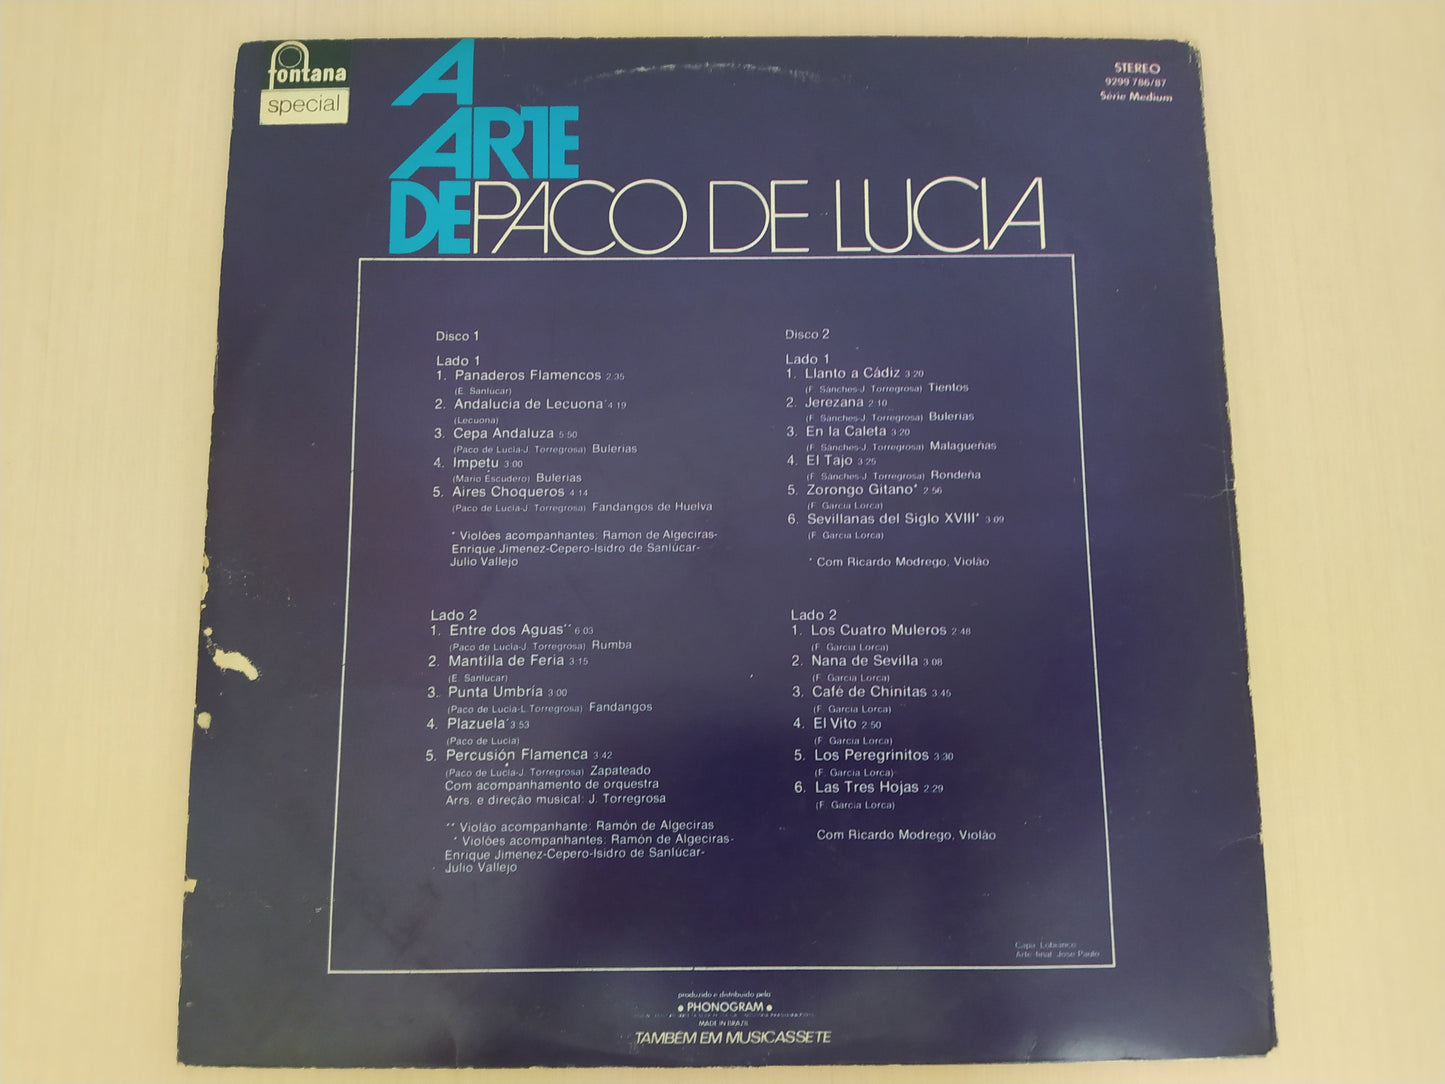 fontana
special
A
ARTE
DE PACO DE LUCIA
STEREO
9299 786/87
Série Medium
Disco 1
Lado 1
1. Panaderos Flamencos 2:35
(E. Sanlucar)
2. Andalucia de Lecuona* 4:19
(Lecuona)
3. Cepa Andaluza 5:50
(Paco de Lucia-J. Torregrosa) Bulerias
4. Impetu 3:00
(Mario Escudero) Bulerias
5. Aires Choqueros 4:14
(Paco de Lucia-J. Torregrosa) Fandangos de Huelva
* Violões acompanhantes: Ramon de Algeciras-
Enrique Jimenez-Cepero-Isidro de Sanlúcar-
Julio Vallejo
Lado 2
1. Entre dos Aguas** 6:03
(Paco de Lucia-J. Torregrosa) Rumba
2. Mantilla de Feria 3:15
(E. Sanlucar)
3. Punta Umbría 3:00
(Paco de Lucia-L. Torregrosa) Fandangos
4. Plazuela* 3:53
(Paco de Lucia)
5. Percusión Flamenca 3:42
(Paco de Lucia-J. Torregrosa) Zapateado
Com acompanhamento de orquestra
Arrs. e direção musical: J. Torregrosa
** Violão acompanhante: Ramón de Algeciras
* Violões acompanhantes: Ramón de Algeciras-
Enrique Jimenez-Cepero-Isidro de Sanlúcar-
Julio Vallejo
Disco 2
Lado 1
1. Llanto a Cádiz 3:20
(F. Sánches-J. Torregrosa) Tientos
2. Jerezana 2:10
(F. Sanches-J. Torregrosa) Bulerias
3. En la Caleta 3:20
(F. Sánches-J. Torregrosa) Malagueñas
4. El Tajo 3:25
(F. Sánches-J. Torregrosa) Rondeña
5. Zorongo Gitano* 2:56
(F. Garcia Lorca)
6. Sevillanas del Siglo XVIII* 3:09
(F. Garcia Lorca)
* Com Ricardo Modrego, Violão
Lado 2
1. Los Cuatro Muleros 2:48
(F. Garcia Lorca)
2. Nana de Sevilla 3:08
(F. Garcia Lorca)
3. Café de Chinitas 3:45
(F. Garcia Lorca)
4. El Vito 2:50
(F. Garcia Lorca)
5. Los Peregrinitos 3:30
(F. Garcia Lorca)
6. Las Tres Hojas 2:29
(F. Garcia Lorca)
Com Ricardo Modrego, Violão
Capa: Lobianco
Arte final: Jose Paulo
produzido e distribuído pela
• PHONOGRAM •
MADE IN BRAZIL
TAMBÉM EM MUSICASSETE